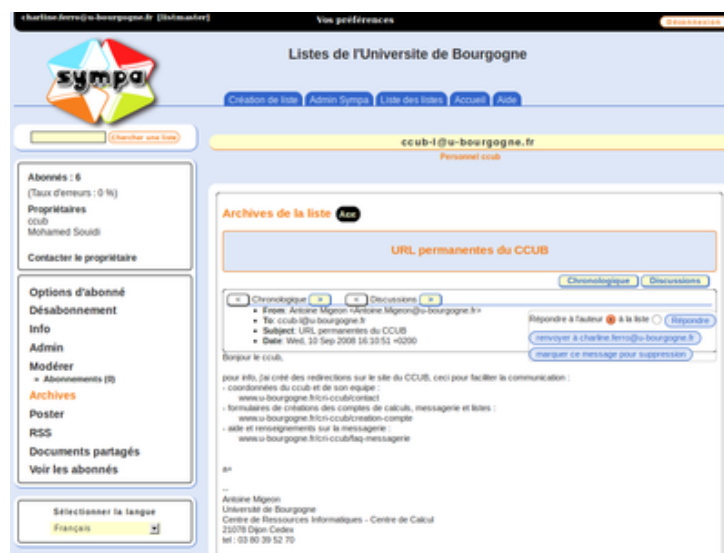 charline.ferro@u-bourgogne.fr [listmaster]
Vos préférences
Déconnexion
sympa
Listes de l'Universite de Bourgogne
Création de liste Admin Sympa Liste des listes Accueil Aide
Chercher une liste
ccub-l@u-bourgogne.fr
Personnel ccub
Abonnés : 6
(Taux d'erreurs : 0 %)
Propriétaires
ccub
Mohamed Souidi
Contacter le propriétaire
Options d'abonné
Désabonnement
Info
Admin
Modérer
» Abonnements (0)
Archives
Poster
RSS
Documents partagés
Voir les abonnés
Sélectionner la langue
Français
Archives de la liste Aide
URL permanentes du CCUB
Chronologique Discussions
< Chronologique > < Discussions >
• From: Antoine Migeon <Antoine.Migeon@u-bourgogne.fr>
• To: ccub-l@u-bourgogne.fr
• Subject: URL permanentes du CCUB
• Date: Wed, 10 Sep 2008 16:10:51 +0200
Répondre à l'auteur à la liste Répondre
renvoyer à charline.ferro@u-bourgogne.fr
marquer ce message pour suppression
Bonjour le ccub,
pour info, j'ai créé des redirections sur le site du CCUB, ceci pour faciliter la communication :
- coordonnées du ccub et de son equipe :
www.u-bourgogne.fr/cri-ccub/contact
- formulaires de créations des comptes de calculs, messagerie et listes :
www.u-bourgogne.fr/cri-ccub/creation-compte
- aide et renseignements sur la messagerie :
www.u-bourgogne.fr/cri-ccub/faq-messagerie
a+
--
Antoine Migeon
Université de Bourgogne
Centre de Ressources Informatiques - Centre de Calcul
21078 Dijon Cedex
tel : 03 80 39 52 70